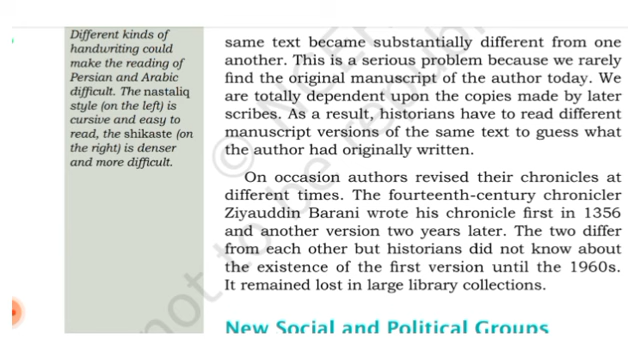 Different kinds of
handwriting could
make the reading of
Persian and Arabic
difficult. The nastaliq
style (on the left) is
cursive and easy to
read, the shikaste (on
the right) is denser
and more difficult.
same text became substantially different from one
another. This is a serious problem because we rarely
find the original manuscript of the author today. We
are totally dependent upon the copies made by later
scribes. As a result, historians have to read different
manuscript versions of the same text to guess what
the author had originally written.
On occasion authors revised their chronicles at
different times. The fourteenth-century chronicler
Ziyauddin Barani wrote his chronicle first in 1356
and another version two years later. The two differ
from each other but historians did not know about
the existence of the first version until the 1960s.
It remained lost in large library collections.
New Social and Political Groups